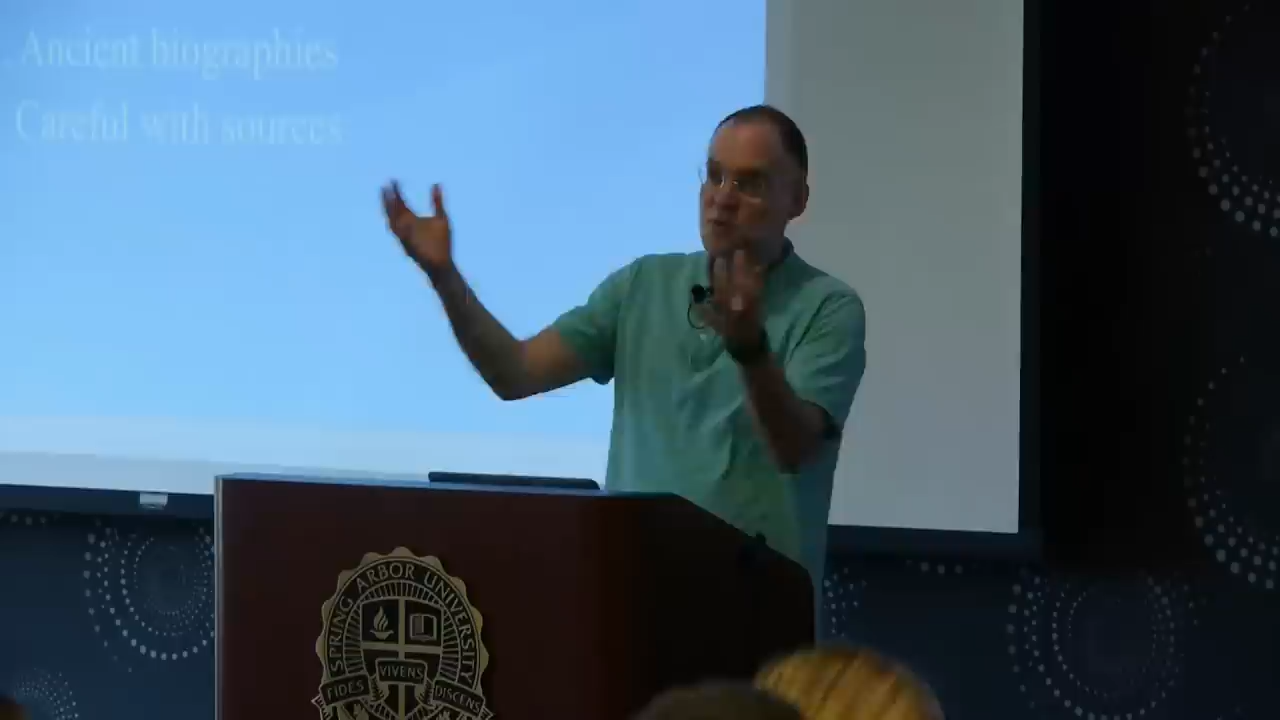 Ancient biographies
Careful with sources
SPRING ARBOR UNIVERSITY
VIVENS
FIDES
DISCENS